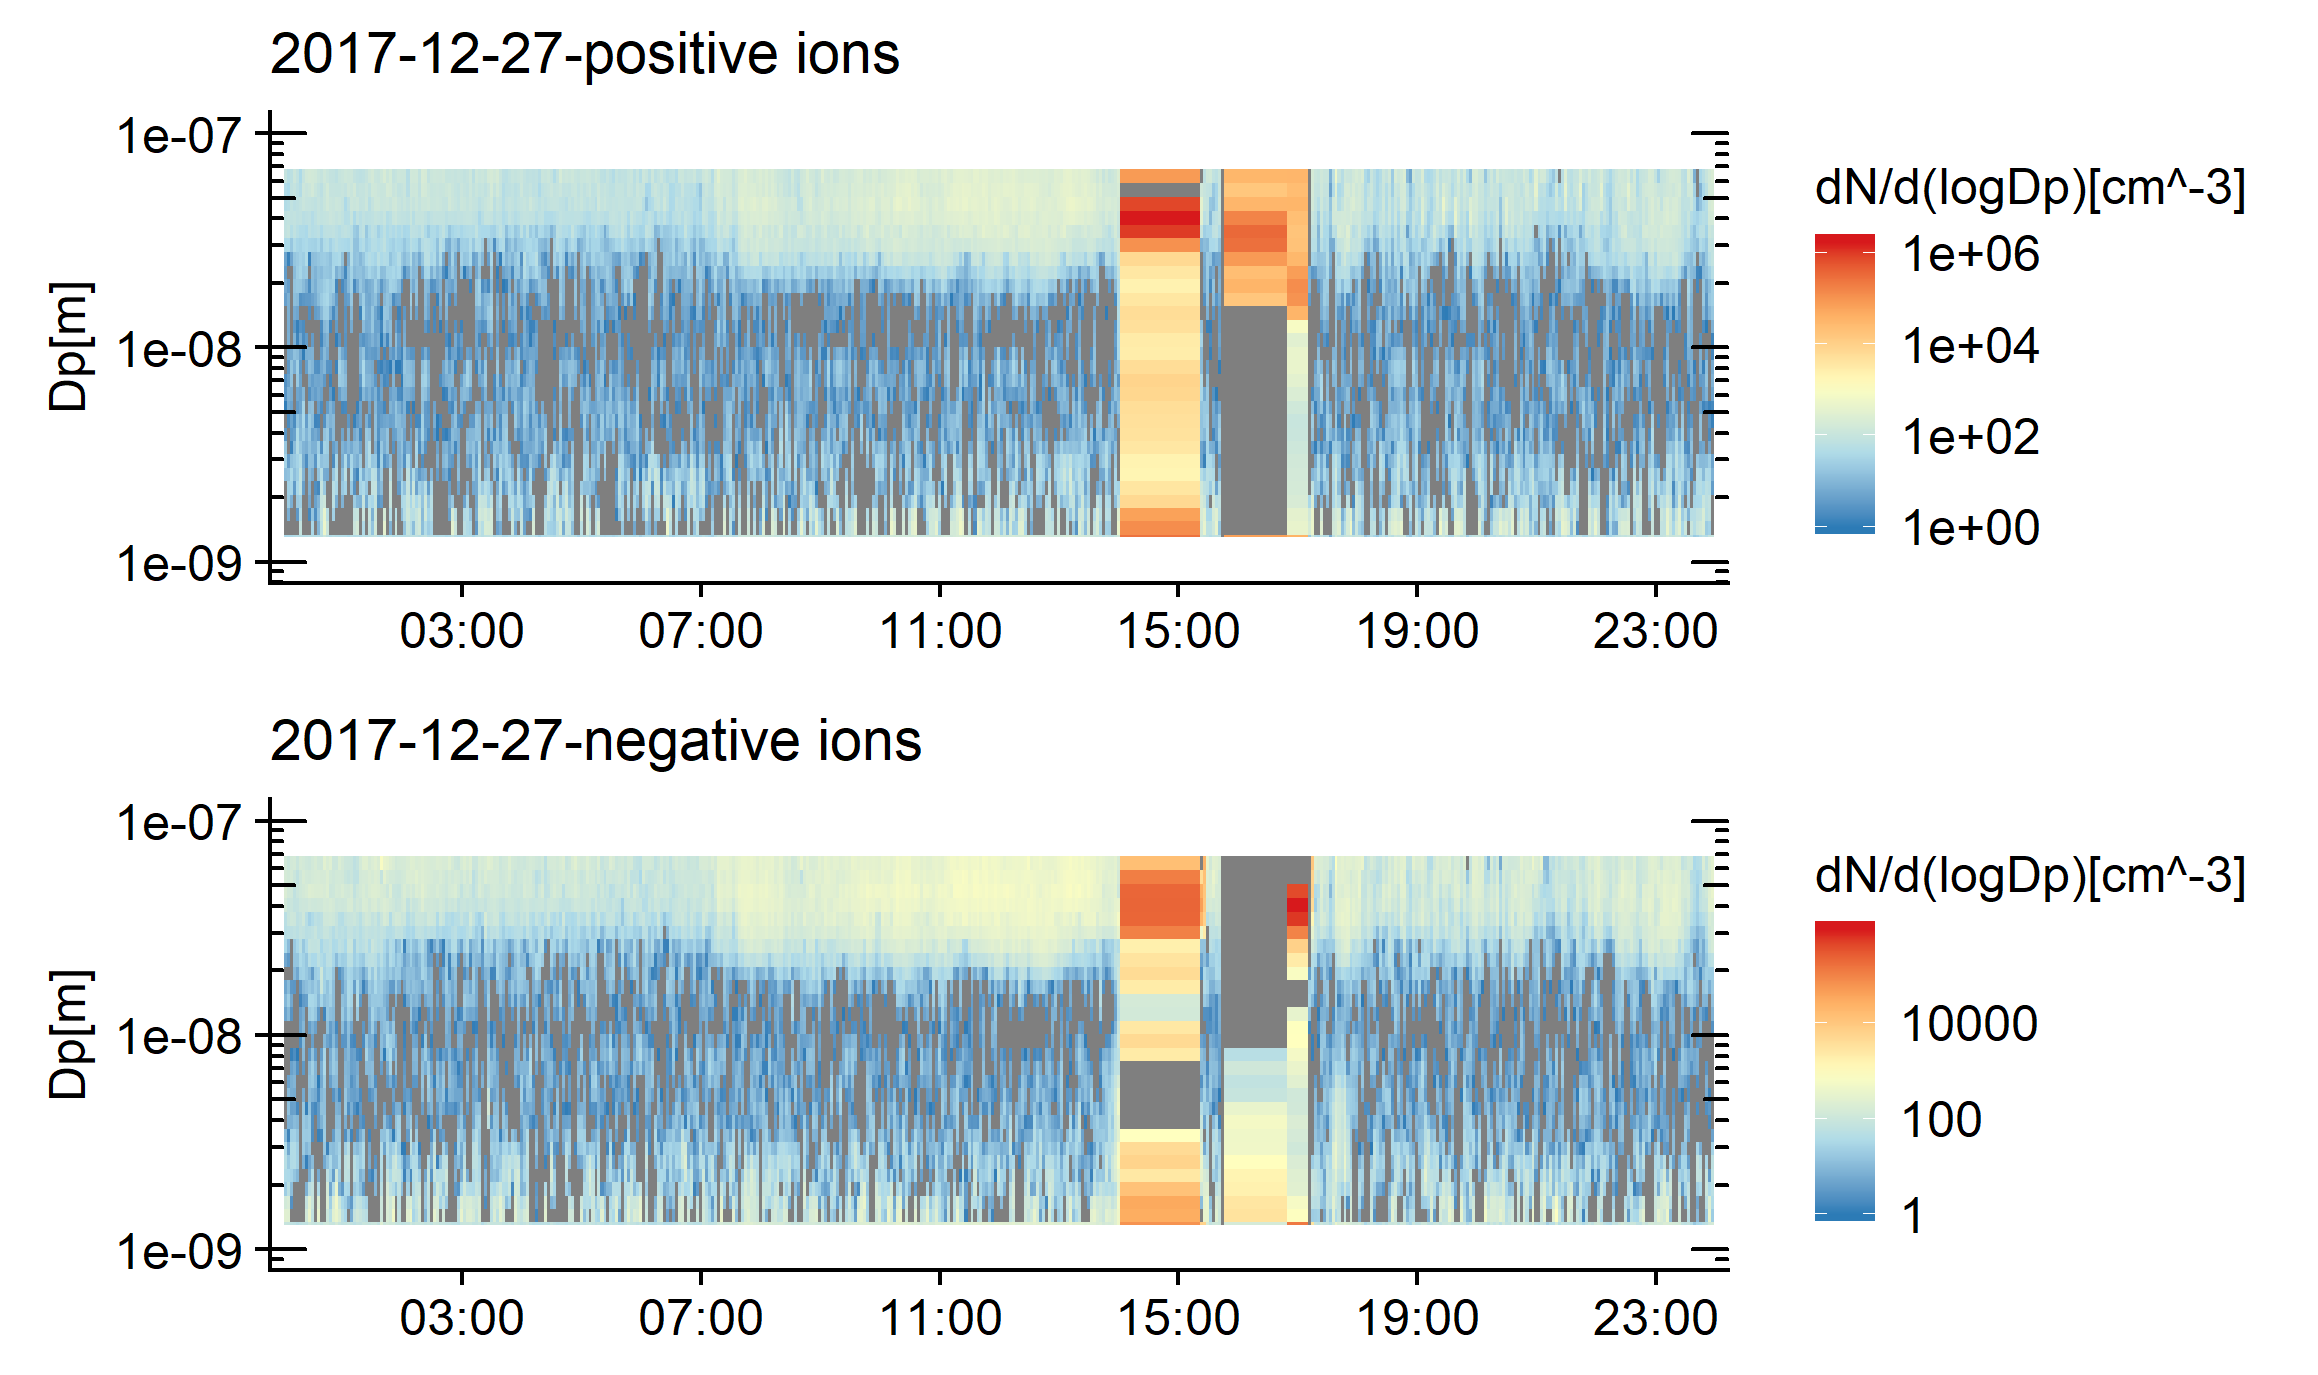 2017-12-27-positive ions
1e-07
1e-08
1e-09
Dp[m]
03:00 07:00 11:00 15:00 19:00 23:00
dN/d(logDp)[cm^-3]
1e+06
1e+04
1e+02
1e+00
2017-12-27-negative ions
1e-07
1e-08
1e-09
Dp[m]
03:00 07:00 11:00 15:00 19:00 23:00
dN/d(logDp)[cm^-3]
10000
100
1